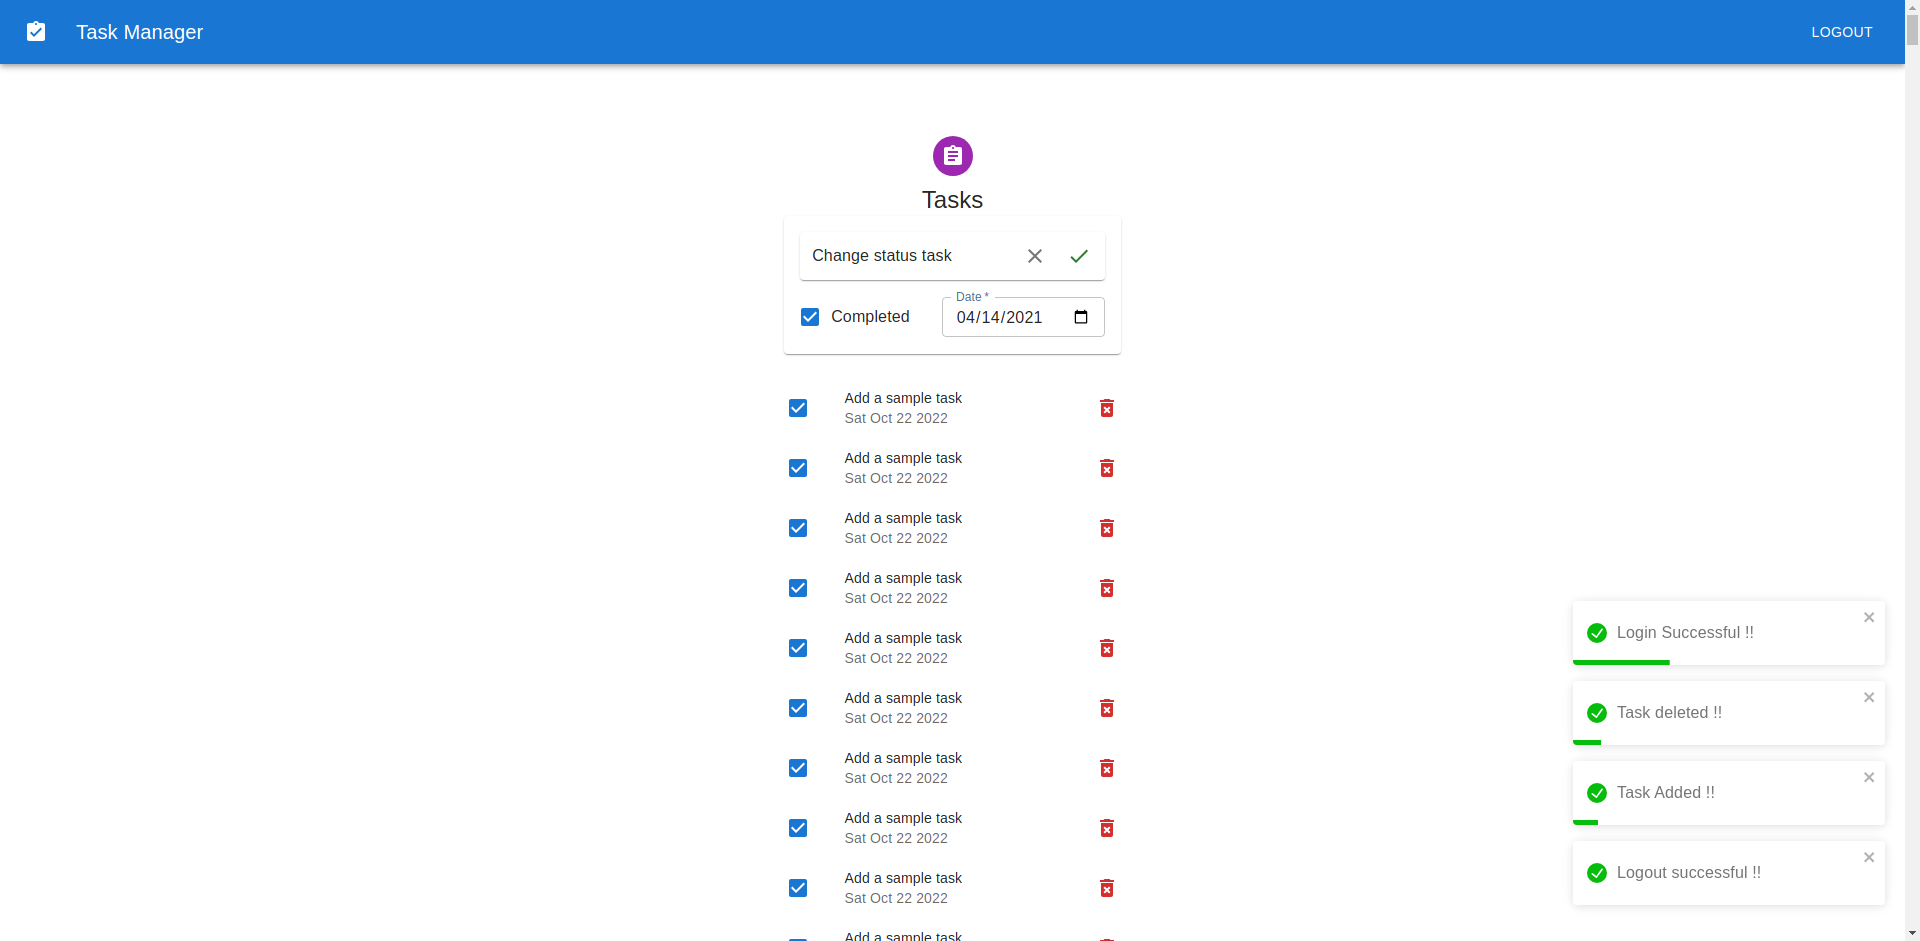 Task Manager
LOGOUT
Tasks
Change status task
Date *
Completed
04/14/2021
Add a sample task
Sat Oct 22 2022
Add a sample task
Sat Oct 22 2022
Add a sample task
Sat Oct 22 2022
Add a sample task
Sat Oct 22 2022
Add a sample task
Sat Oct 22 2022
Add a sample task
Sat Oct 22 2022
Add a sample task
Sat Oct 22 2022
Add a sample task
Sat Oct 22 2022
Add a sample task
Sat Oct 22 2022
Add a sample task
Login Successful !!
Task deleted !!
Task Added !!
Logout successful !!